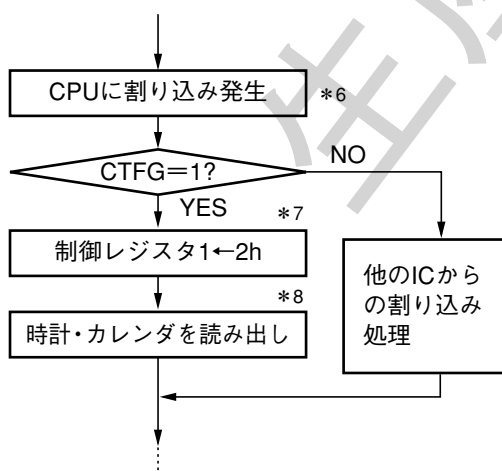 CPUに割り込み発生
*6
CTFG=1?
NO
YES
*7
制御レジスタ1←2h
*8
時計・カレンダを読み出し
他のICから
の割り込み
処理